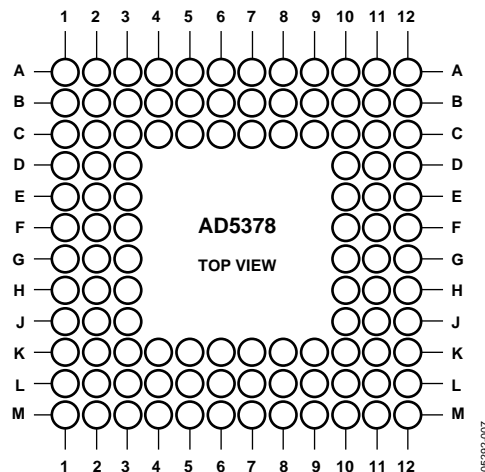 1 2 3 4 5 6 7 8 9 10 11 12
A A
B B
C C
D D
E E
F F
AD5378
G G
TOP VIEW
H H
J J
K K
L L
M M
1 2 3 4 5 6 7 8 9 10 11 12
05292-007